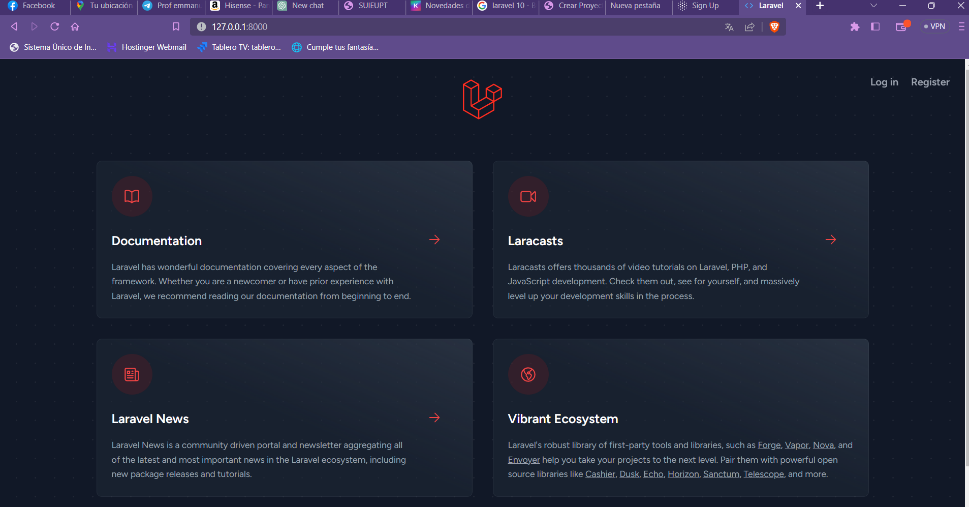 Facebook
Tu ubicación
Prof emmanu
Hisense - Pa
New chat
SUIEUPT
Novedades
laravel 10 -
Crear Proyec
Nueva pestaña
Sign Up
Laravel
127.0.0.1:8000
VPN
Sistema Único de In...
Hostinger Webmail
Tablero TV: tablero...
Cumple tus fantasía...
Log in
Register
Documentation
Laravel has wonderful documentation covering every aspect of the
framework. Whether you are a newcomer or have prior experience with
Laravel, we recommend reading our documentation from beginning to end.
Laracasts
Laracasts offers thousands of video tutorials on Laravel, PHP, and
JavaScript development. Check them out, see for yourself, and massively
level up your development skills in the process.
Laravel News
Laravel News is a community driven portal and newsletter aggregating all
of the latest and most important news in the Laravel ecosystem, including
new package releases and tutorials.
Vibrant Ecosystem
Laravel's robust library of first-party tools and libraries, such as Forge, Vapor, Nova, and
Envoyer help you take your projects to the next level. Pair them with powerful open
source libraries like Cashier, Dusk, Echo, Horizon, Sanctum, Telescope, and more.